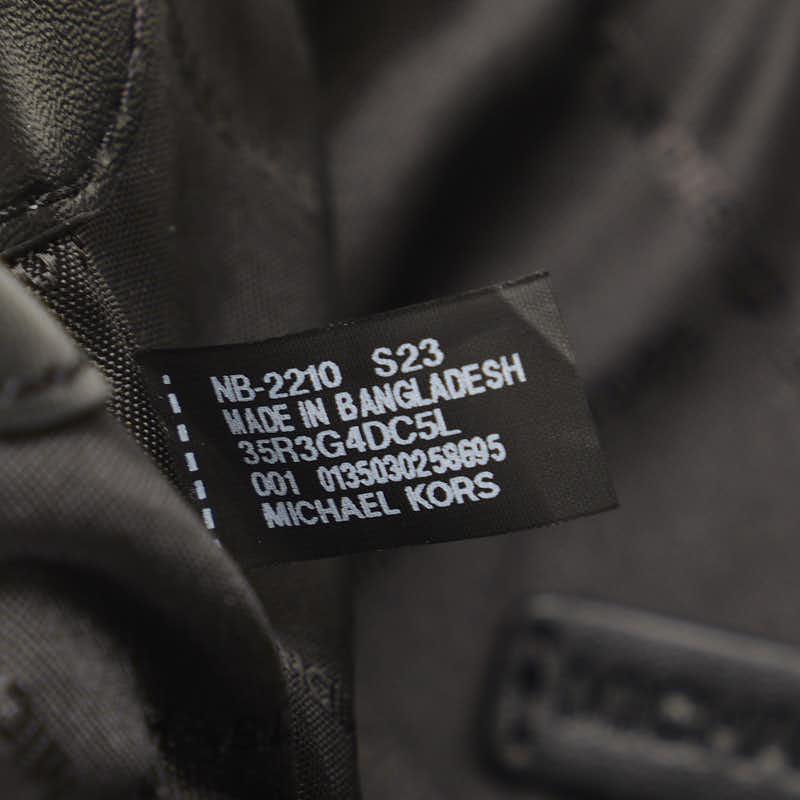 NB-2210 S23
MADE IN BANGLADESH
35R3G4DC5L
001 0135030258695
MICHAEL KORS